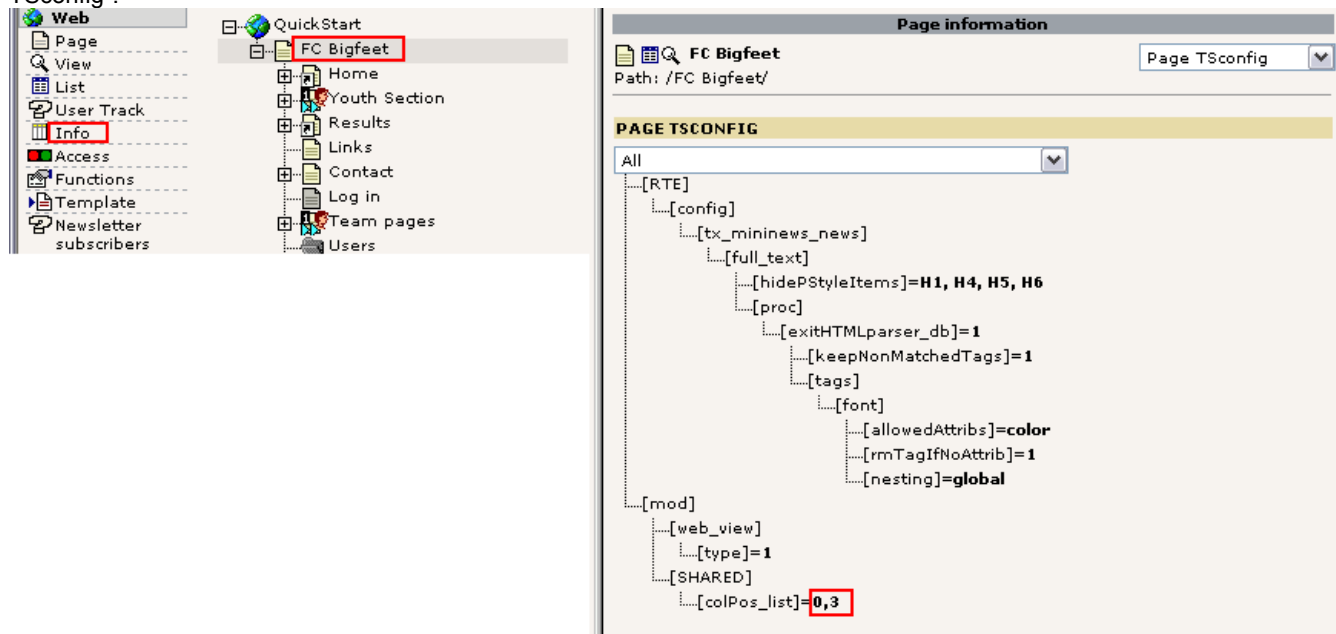 TSconfig".
Web
Page
View
List
User Track
Info
Access
Functions
Template
Newsletter
subscribers
QuickStart
FC Bigfeet
Home
Youth Section
Results
Links
Contact
Log in
Team pages
Users
Page information
FC Bigfeet
Page TSconfig
Path: /FC Bigfeet/
PAGE TSCONFIG
All
[RTE]
[config]
[tx_mininews_news]
[full_text]
[hidePStyleItems]=H1, H4, H5, H6
[proc]
[exitHTMLparser_db]=1
[keepNonMatchedTags]=1
[tags]
[font]
[allowedAttribs]=color
[rmTagIfNoAttrib]=1
[nesting]=global
[mod]
[web_view]
[type]=1
[SHARED]
[colPos_list]=0,3